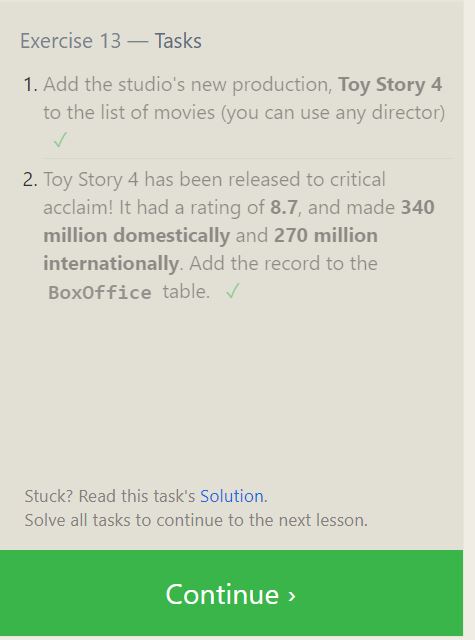 Exercise 13 — Tasks
1. Add the studio's new production, Toy Story 4
to the list of movies (you can use any director)
✓
2. Toy Story 4 has been released to critical
acclaim! It had a rating of 8.7, and made 340
million domestically and 270 million
internationally. Add the record to the
BoxOffice table. ✓
Stuck? Read this task's Solution.
Solve all tasks to continue to the next lesson.
Continue ›